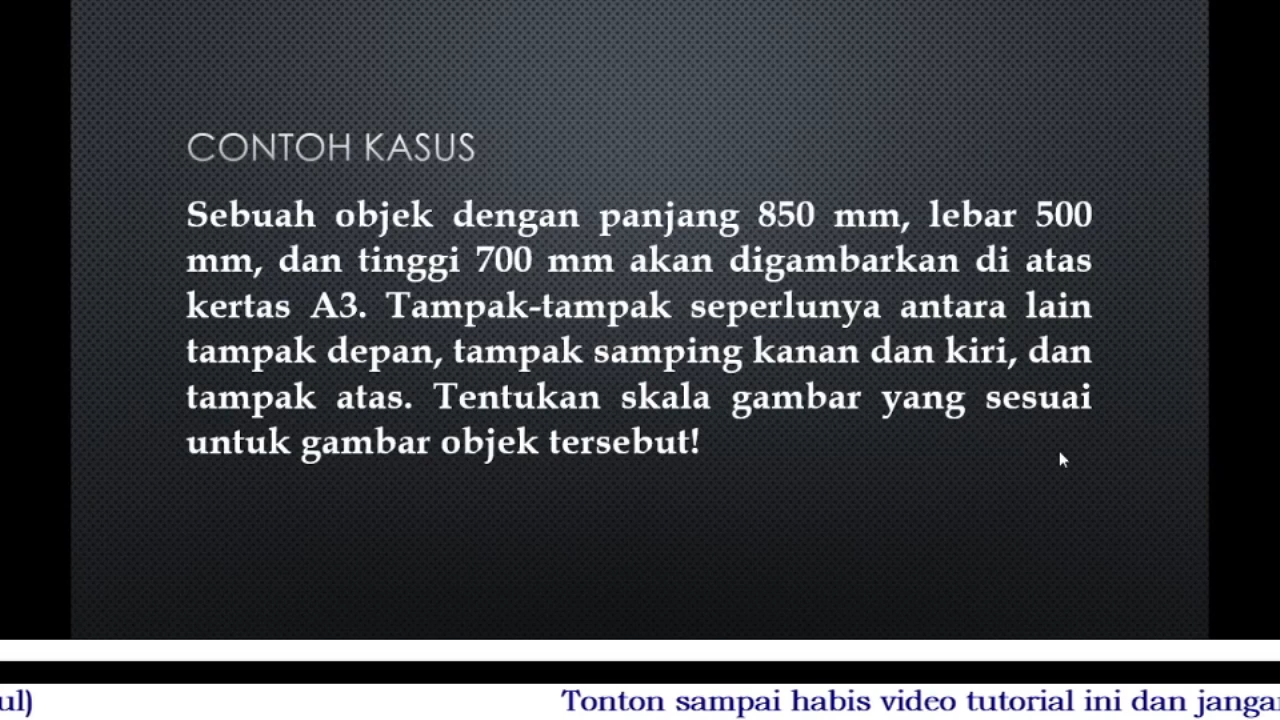 CONTOH KASUS
Sebuah objek dengan panjang 850 mm, lebar 500
mm, dan tinggi 700 mm akan digambarkan di atas
kertas A3. Tampak-tampak seperlunya antara lain
tampak depan, tampak samping kanan dan kiri, dan
tampak atas. Tentukan skala gambar yang sesuai
untuk gambar objek tersebut!
ul) Tonton sampai habis video tutorial ini dan janga